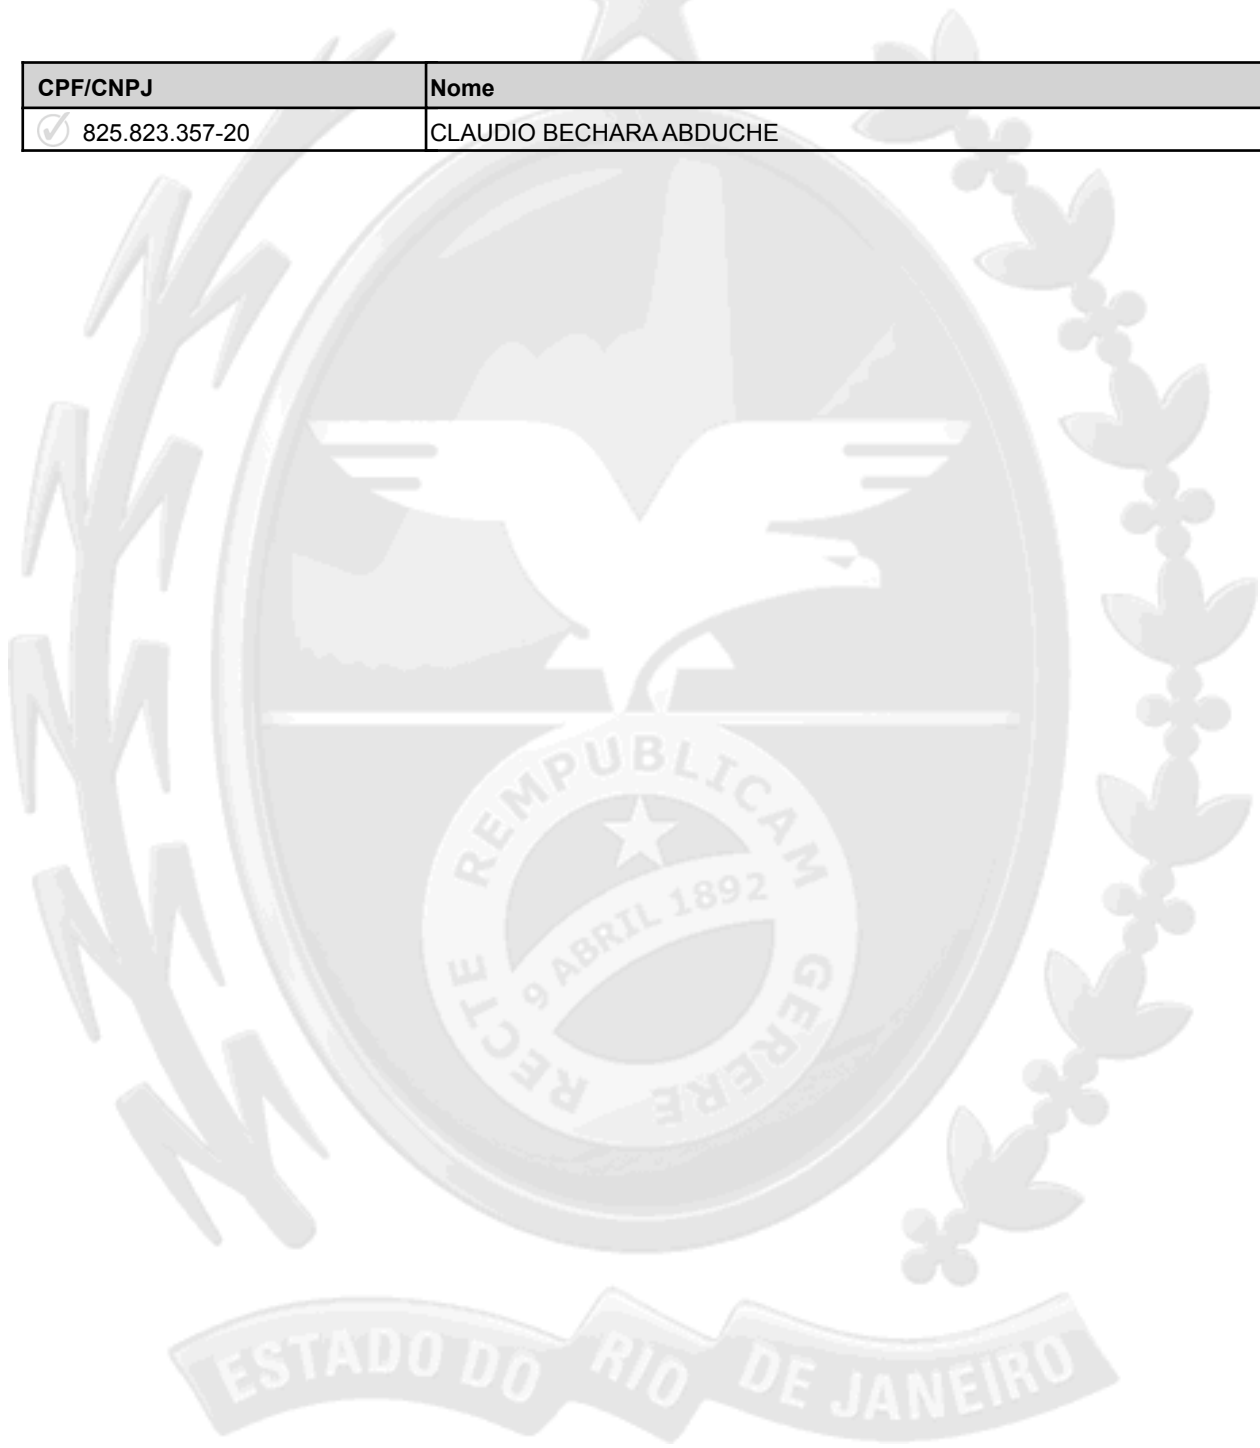 CPF/CNPJ Nome
825.823.357-20 CLAUDIO BECHARA ABDUCHE
REMPUBLICAM
9 ABRIL 1892
RECTE GERERE
ESTADO DO RIO DE JANEIRO